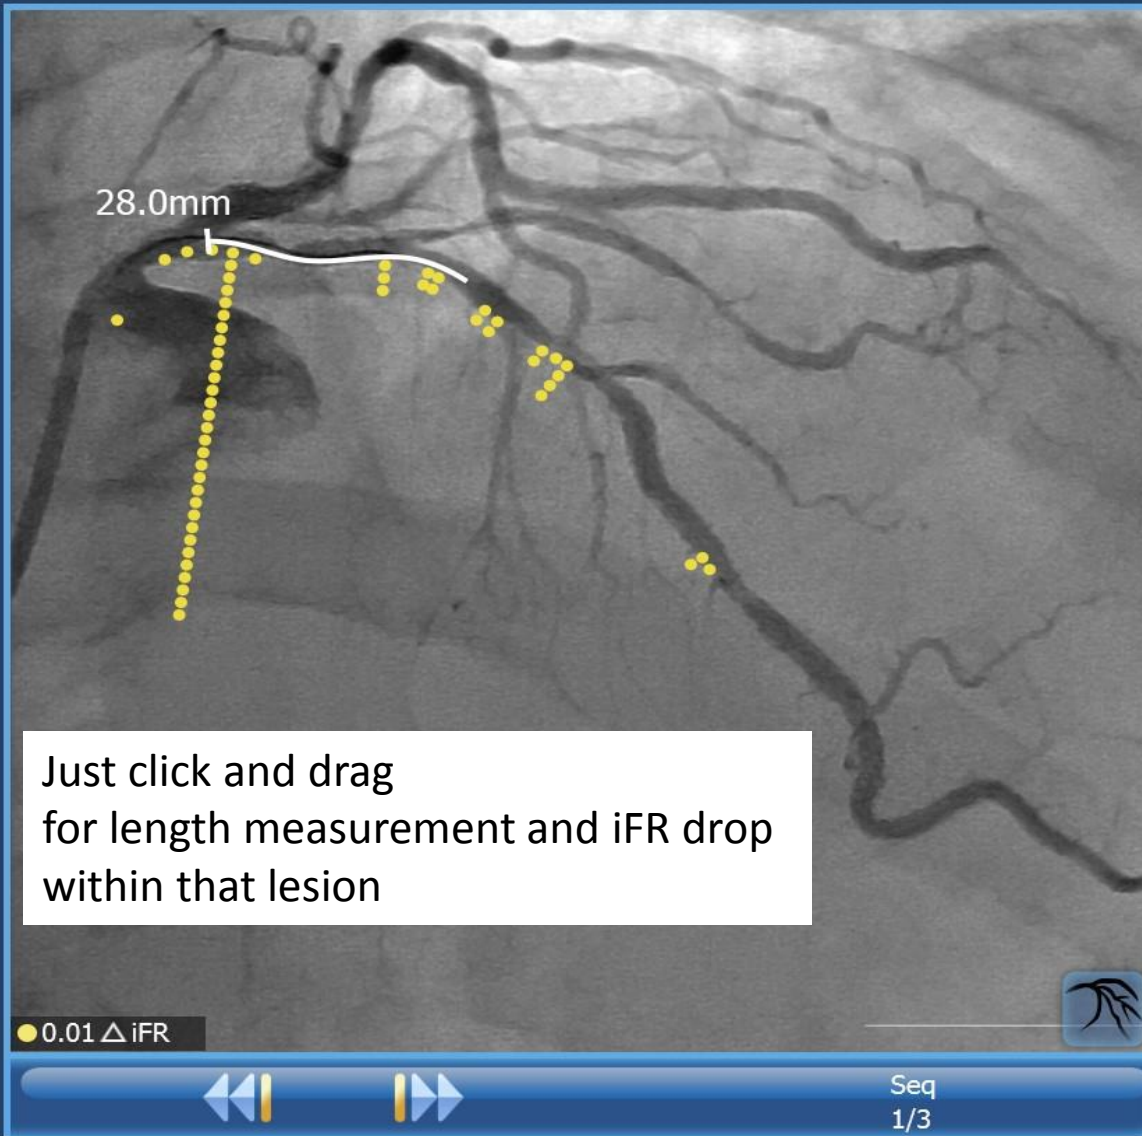 28.0mm
Just click and drag
for length measurement and iFR drop
within that lesion
0.01 △ iFR
Seq
1/3